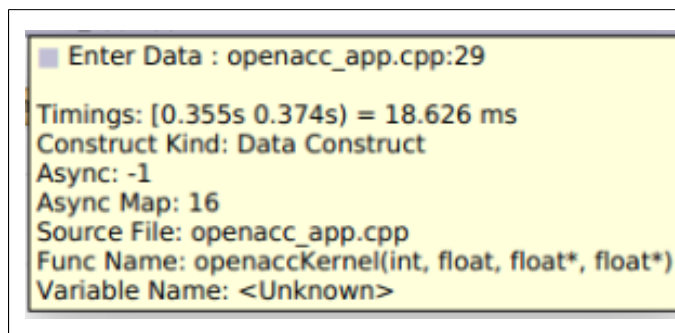 Enter Data : openacc_app.cpp:29
Timings: [0.355s 0.374s) = 18.626 ms
Construct Kind: Data Construct
Async: -1
Async Map: 16
Source File: openacc_app.cpp
Func Name: openaccKernel(int, float, float*, float*)
Variable Name: <Unknown>